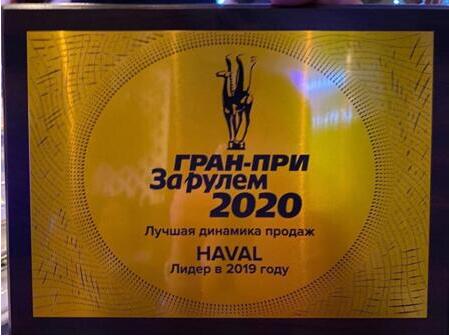 ГРАН-ПРИ
За рулем
2020
Лучшая динамика продаж
HAVAL
Лидер в 2019 году